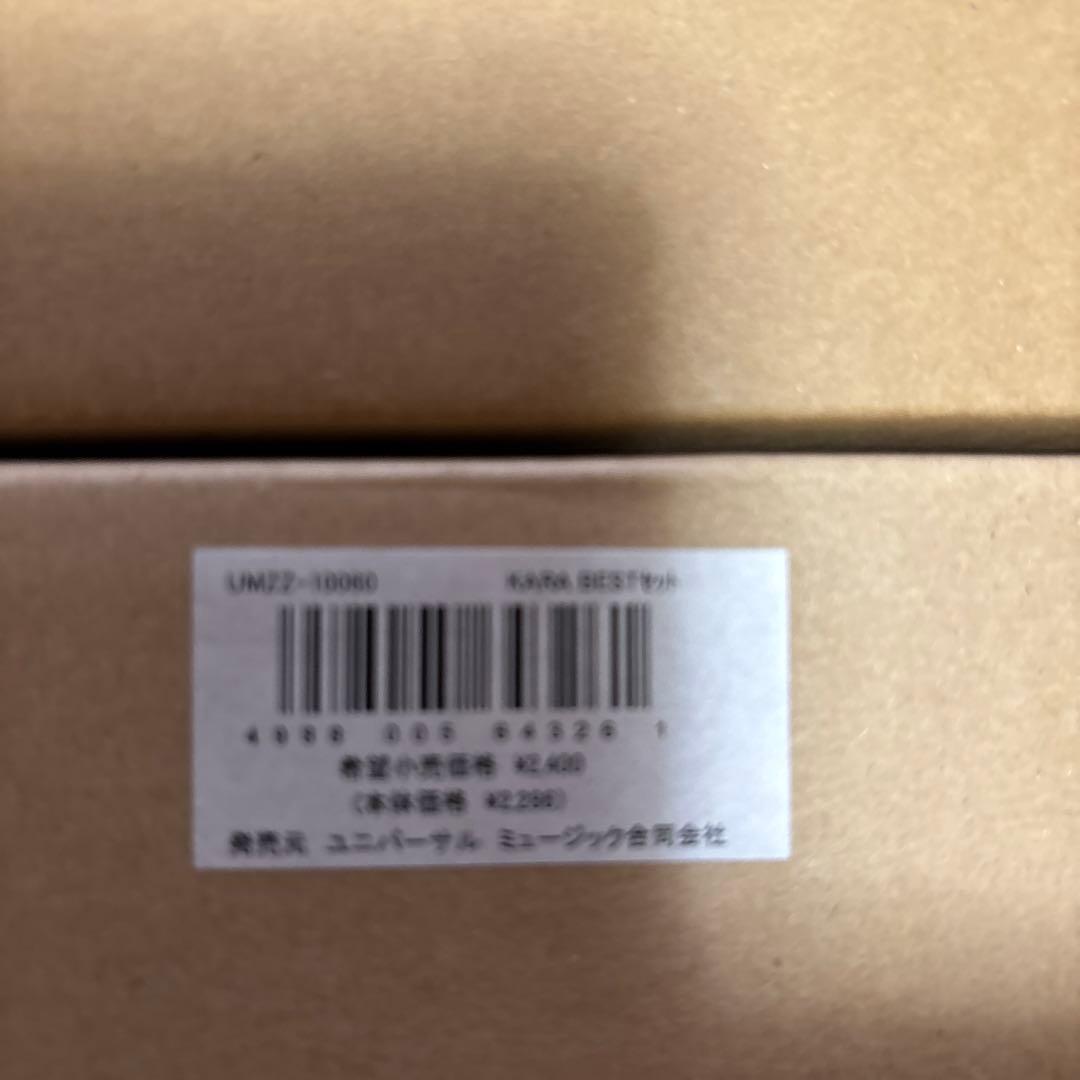 UMZZ-10060 KARA BESTセット
4988 005 64326 1
希望小売価格 ¥2,400
(本体価格 ¥2,286)
発売元 ユニバーサル ミュージック合同会社